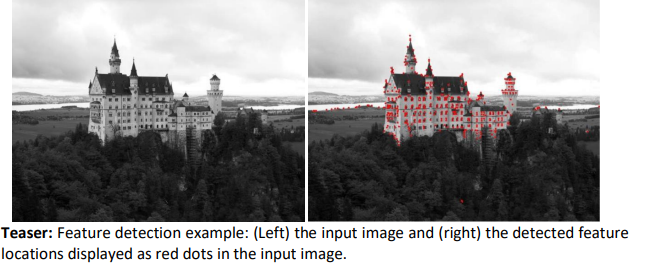 Teaser: Feature detection example: (Left) the input image and (right) the detected feature
locations displayed as red dots in the input image.